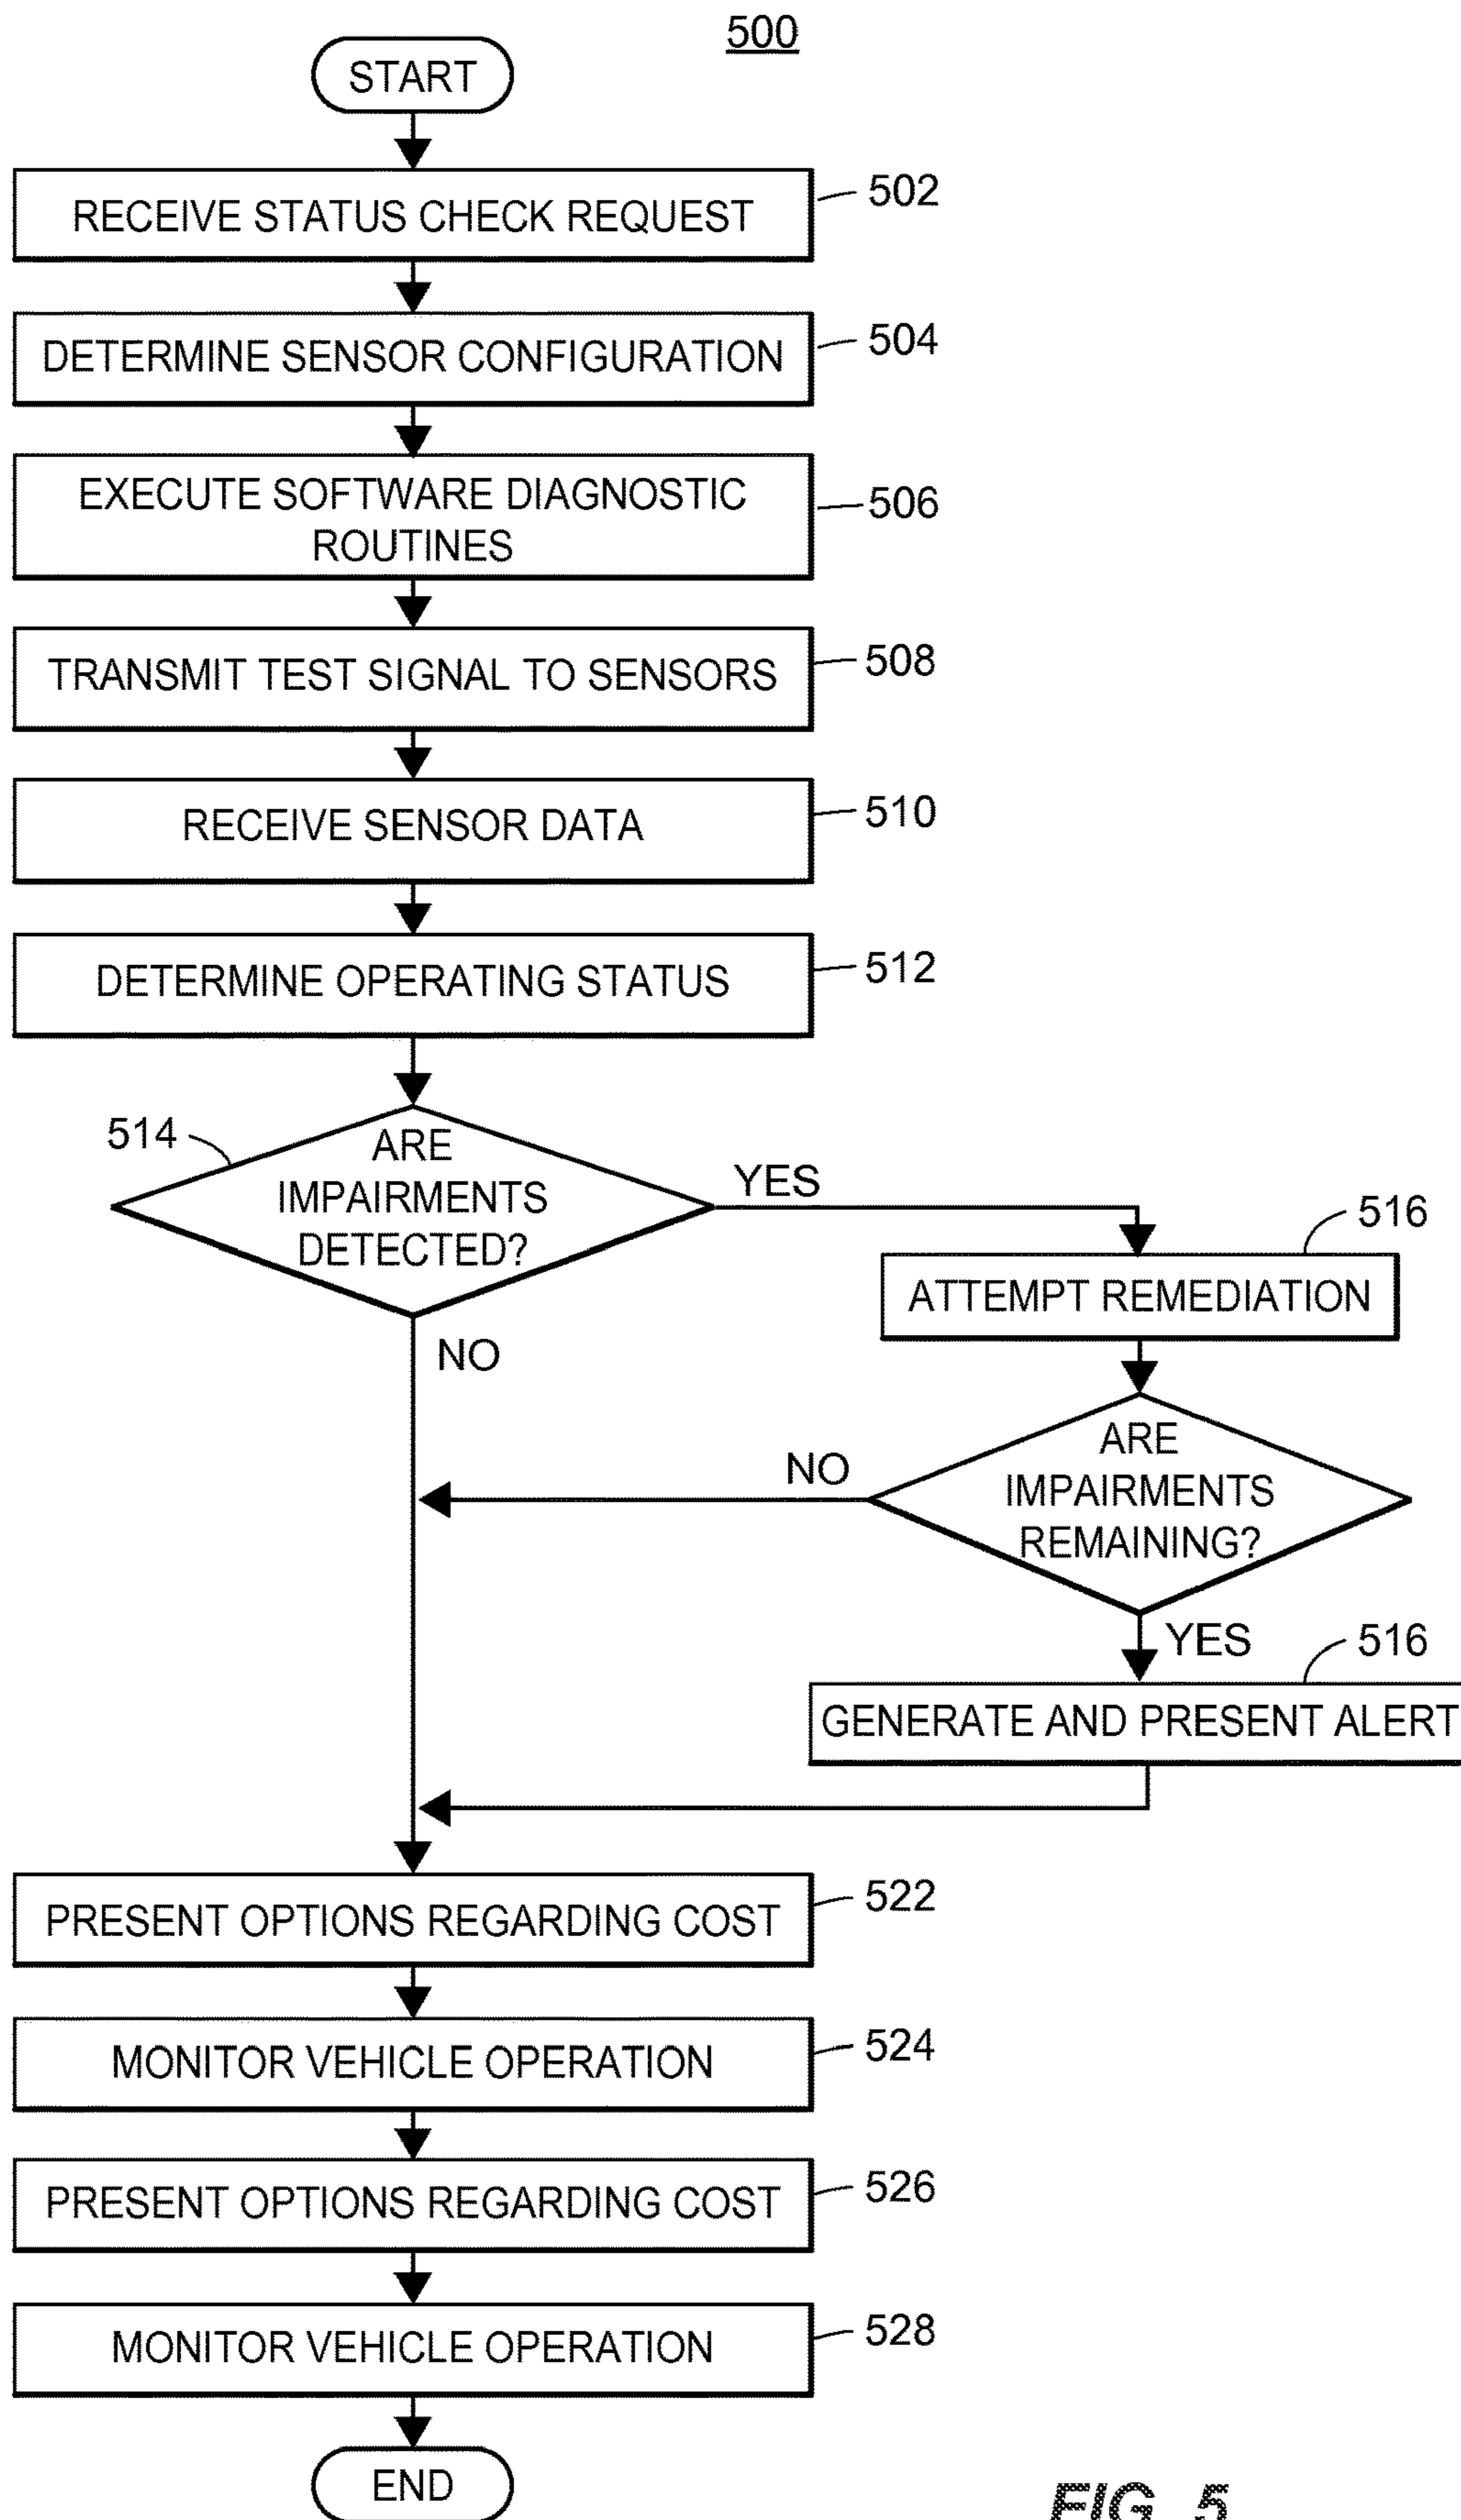 500
START
RECEIVE STATUS CHECK REQUEST
502
DETERMINE SENSOR CONFIGURATION
504
EXECUTE SOFTWARE DIAGNOSTIC
ROUTINES
506
TRANSMIT TEST SIGNAL TO SENSORS
508
RECEIVE SENSOR DATA
510
DETERMINE OPERATING STATUS
512
514
ARE
IMPAIRMENTS
DETECTED?
YES
NO
516
ATTEMPT REMEDIATION
ARE
IMPAIRMENTS
REMAINING?
NO
YES
516
GENERATE AND PRESENT ALERT
PRESENT OPTIONS REGARDING COST
522
MONITOR VEHICLE OPERATION
524
PRESENT OPTIONS REGARDING COST
526
MONITOR VEHICLE OPERATION
528
END
FIG. 5